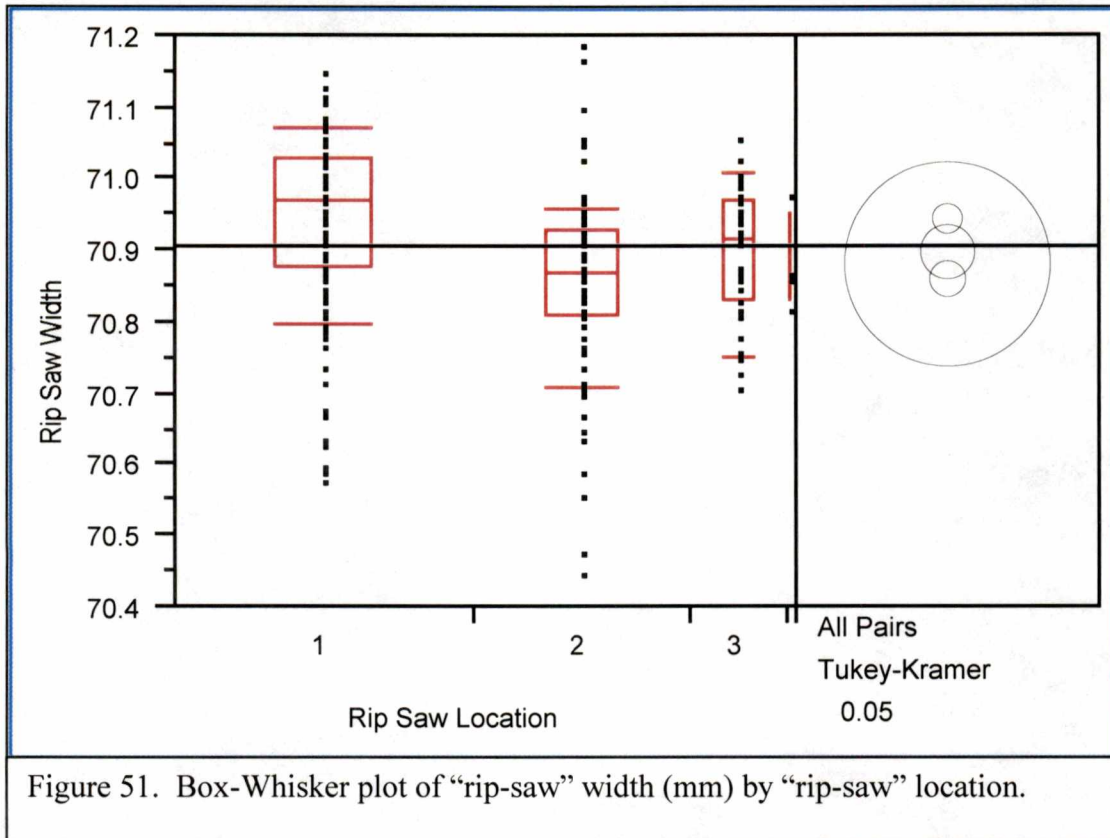 71.2
71.1
71.0
70.9
70.8
70.7
70.6
70.5
70.4
Rip Saw Width
1
2
3
Rip Saw Location
All Pairs
Tukey-Kramer
0.05
Figure 51. Box-Whisker plot of “rip-saw” width (mm) by “rip-saw” location.